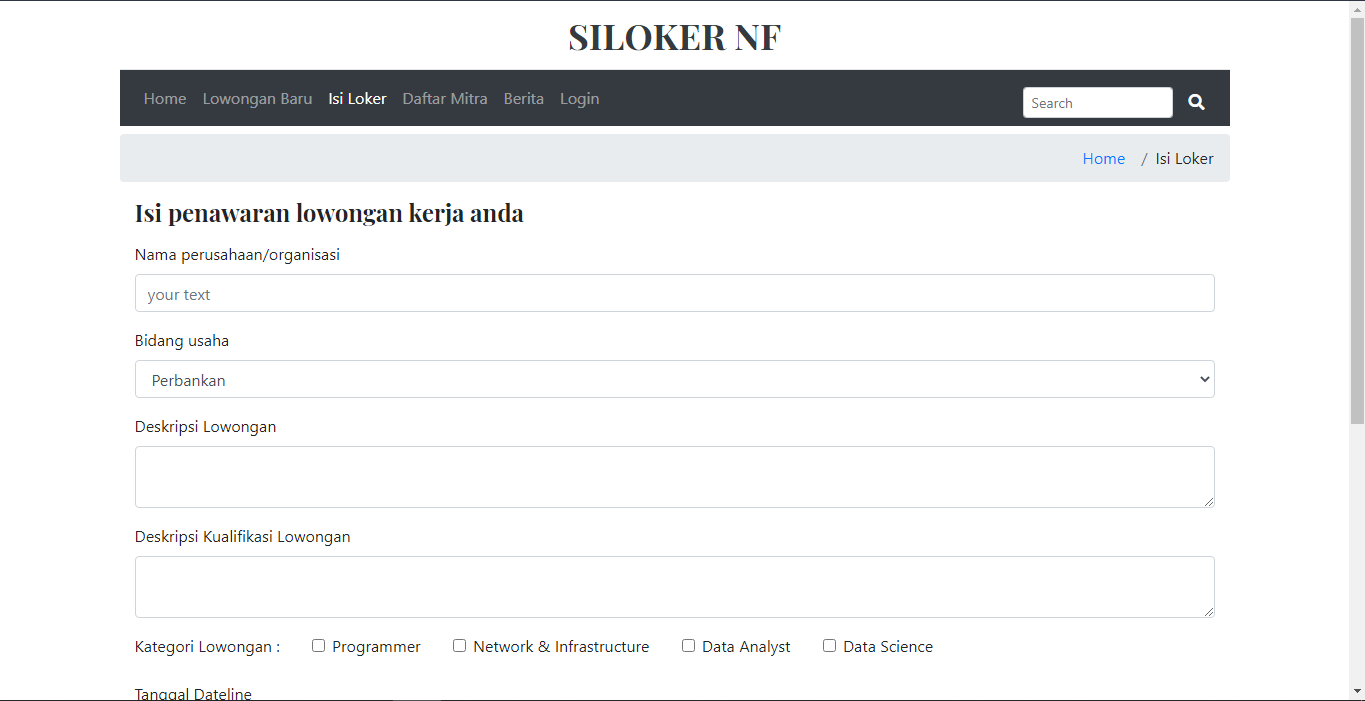 SILOKER NF
Home Lowongan Baru Isi Loker Daftar Mitra Berita Login Search
Home / Isi Loker
Isi penawaran lowongan kerja anda
Nama perusahaan/organisasi
your text
Bidang usaha
Perbankan
Deskripsi Lowongan
Deskripsi Kualifikasi Lowongan
Kategori Lowongan : Programmer Network & Infrastructure Data Analyst Data Science
Tanggal Dateline